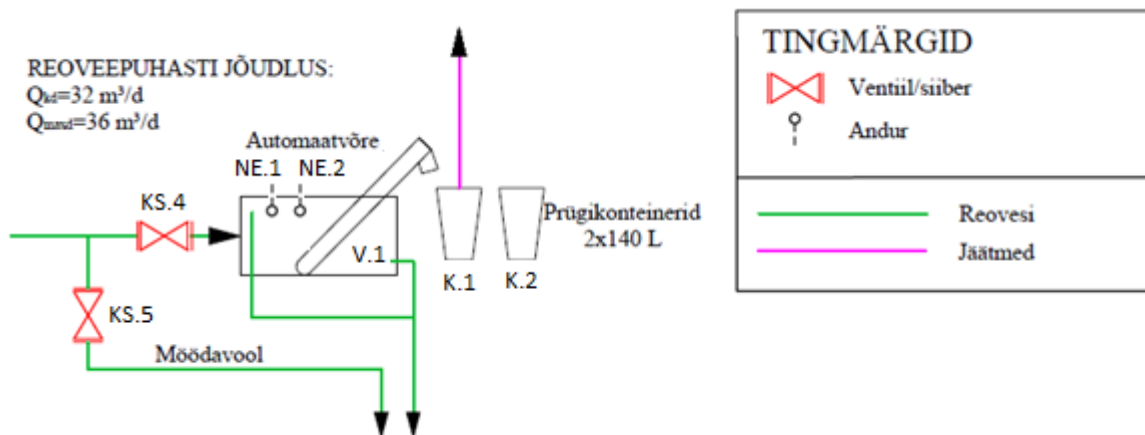 REOVEEPUHASTI JÕUDLUS:
Qkd=32 m³/d
Qmaxd=36 m³/d
Automaatvõre
NE.1 NE.2
KS.4
V.1
K.1
K.2
Prügikonteinerid
2x140 L
KS.5
Möödavool
TINGMÄRGID
Ventiil/siiber
Andur
Reovesi
Jäätmed